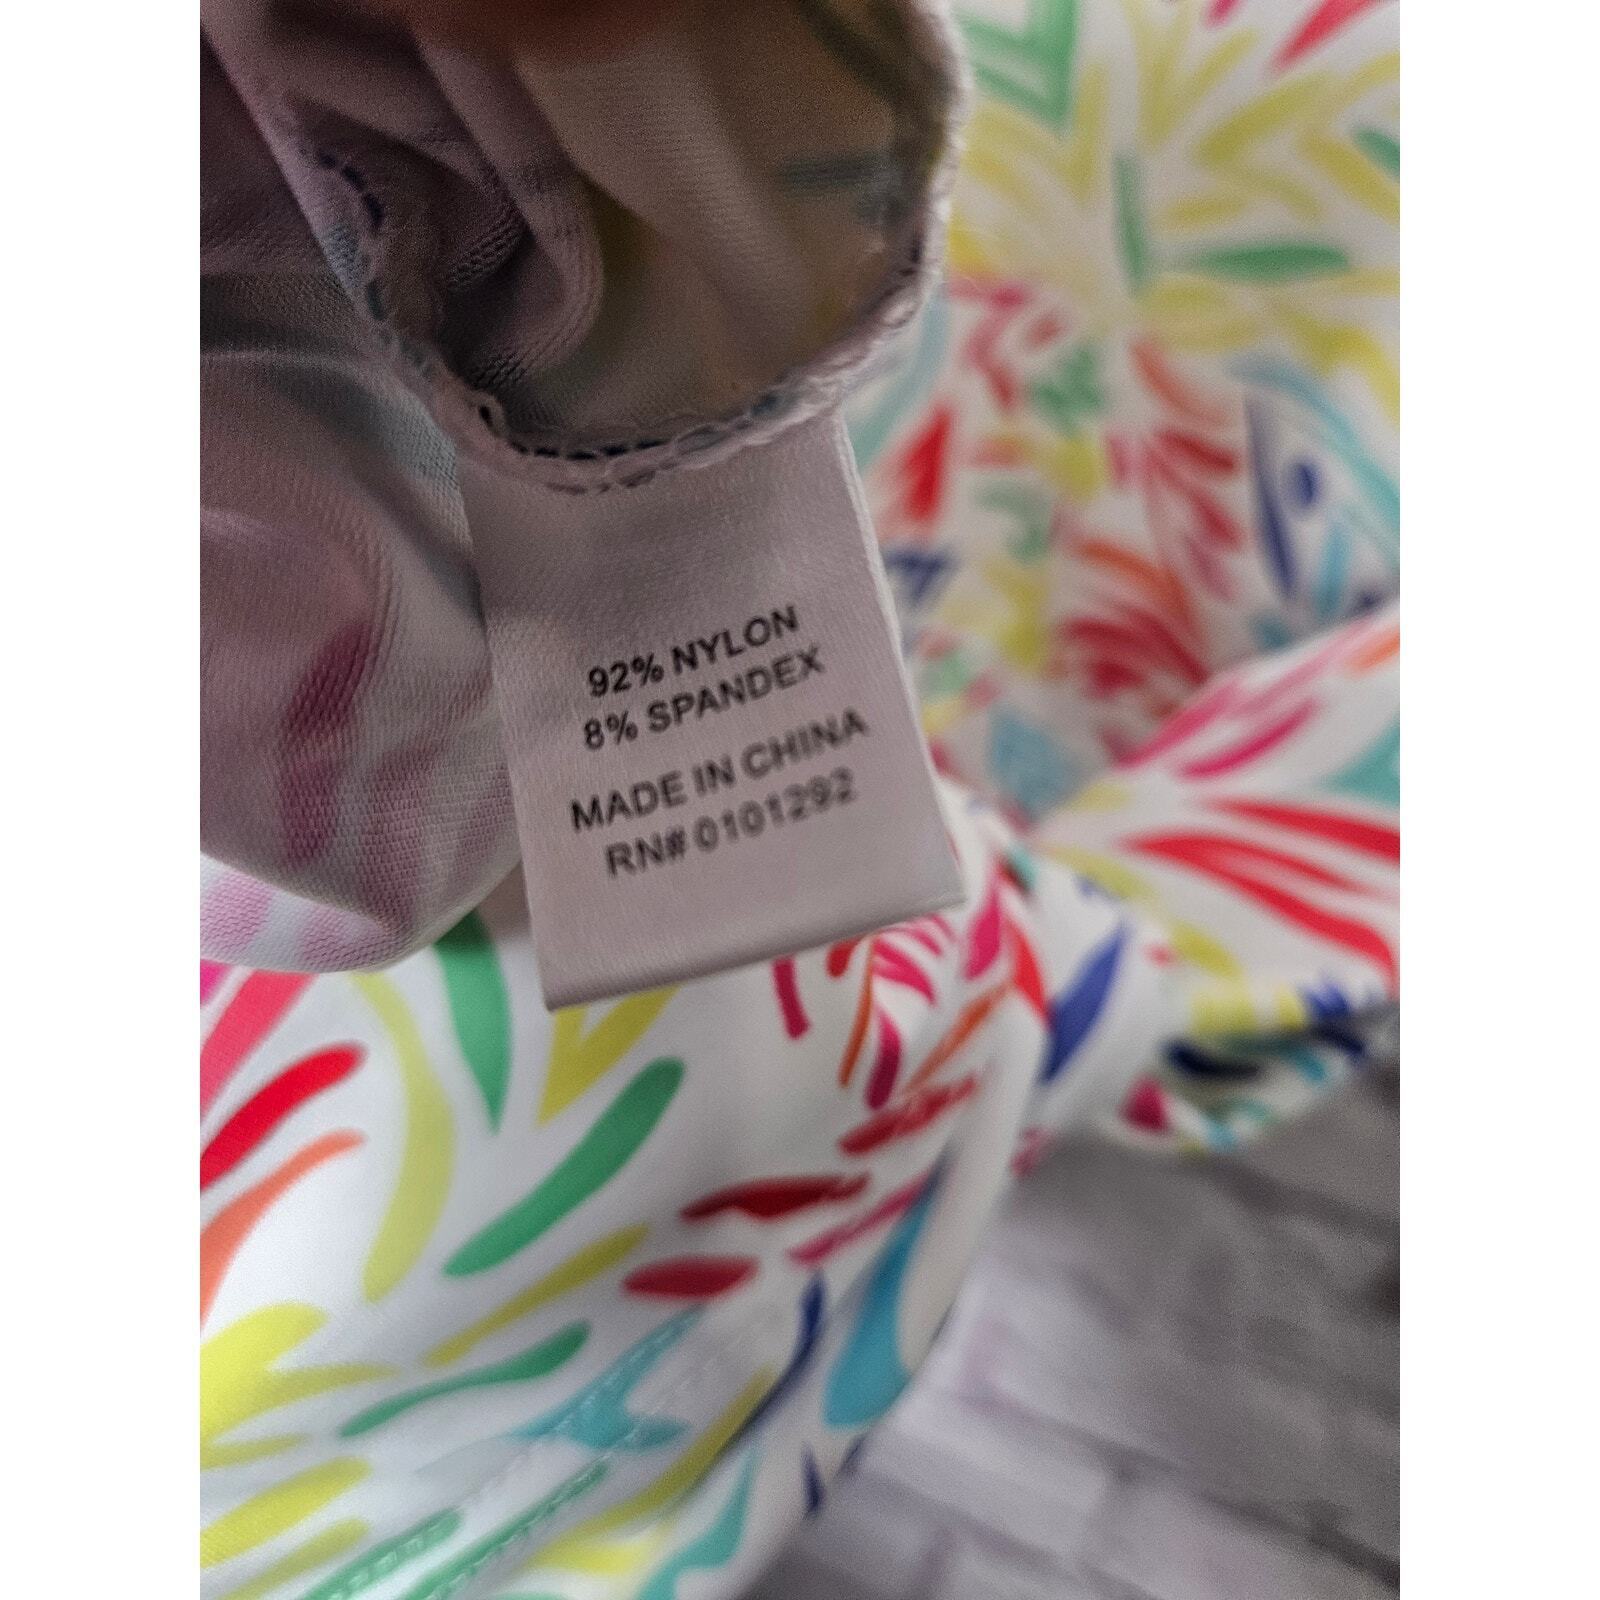 92% NYLON
8% SPANDEX
MADE IN CHINA
RN# 0101292